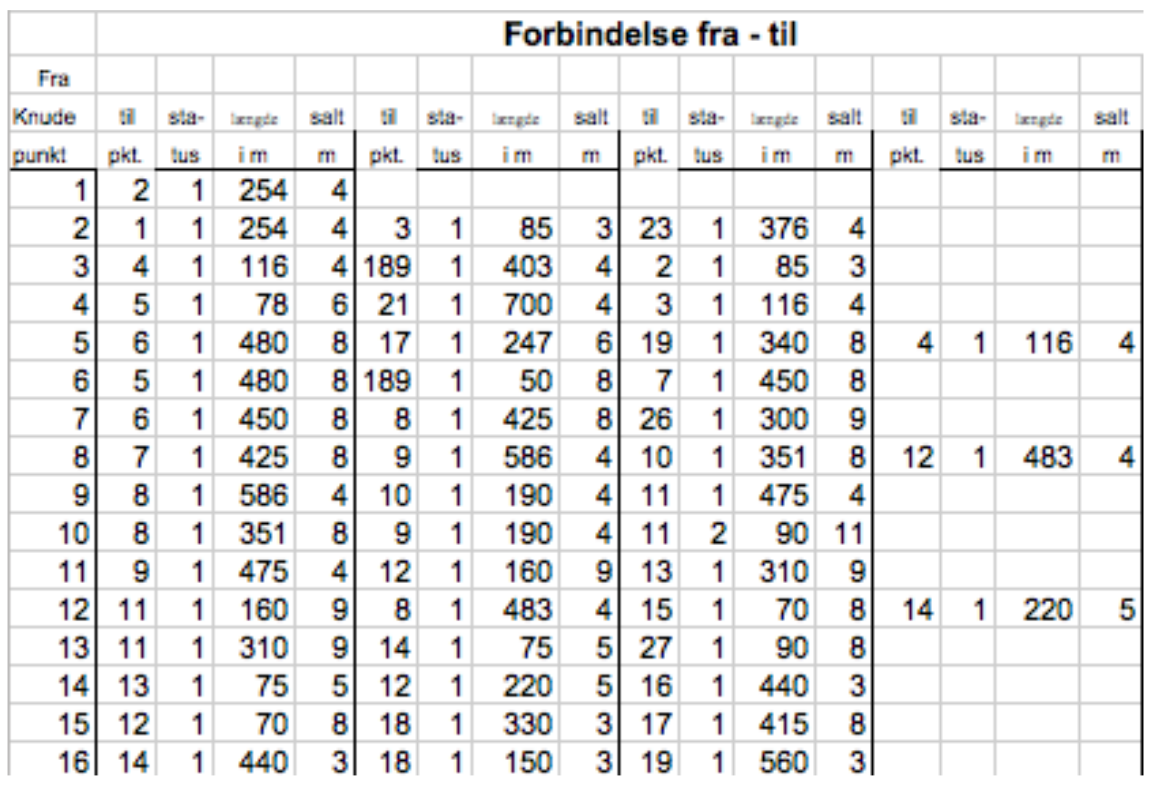 Forbindelse fra - til
Fra
Knude til sta- længde salt til sta- længde salt til sta- længde salt til sta- længde salt
punkt pkt. tus i m m pkt. tus i m m pkt. tus i m m pkt. tus i m m
1 2 1 254 4
2 1 1 254 4 3 1 85 3 23 1 376 4
3 4 1 116 4 189 1 403 4 2 1 85 3
4 5 1 78 6 21 1 700 4 3 1 116 4
5 6 1 480 8 17 1 247 6 19 1 340 8 4 1 116 4
6 5 1 480 8 189 1 50 8 7 1 450 8
7 6 1 450 8 8 1 425 8 26 1 300 9
8 7 1 425 8 9 1 586 4 10 1 351 8 12 1 483 4
9 8 1 586 4 10 1 190 4 11 1 475 4
10 8 1 351 8 9 1 190 4 11 2 90 11
11 9 1 475 4 12 1 160 9 13 1 310 9
12 11 1 160 9 8 1 483 4 15 1 70 8 14 1 220 5
13 11 1 310 9 14 1 75 5 27 1 90 8
14 13 1 75 5 12 1 220 5 16 1 440 3
15 12 1 70 8 18 1 330 3 17 1 415 8
16 14 1 440 3 18 1 150 3 19 1 560 3